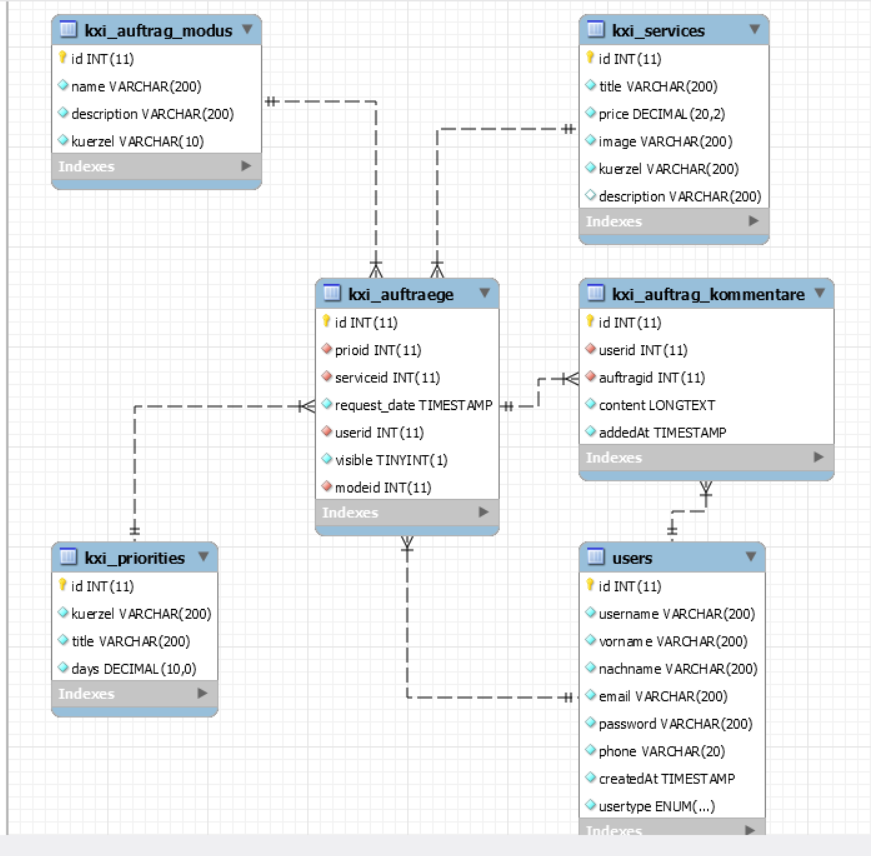 kxi_auftrag_modus
id INT(11)
name VARCHAR(200)
description VARCHAR(200)
kuerzel VARCHAR(10)
Indexes
kxi_services
id INT(11)
title VARCHAR(200)
price DECIMAL(20,2)
image VARCHAR(200)
kuerzel VARCHAR(200)
description VARCHAR(200)
Indexes
kxi_auftraege
id INT(11)
prioid INT(11)
serviceid INT(11)
request_date TIMESTAMP
userid INT(11)
visible TINYINT(1)
modeid INT(11)
Indexes
kxi_auftrag_kommentare
id INT(11)
userid INT(11)
auftragid INT(11)
content LONGTEXT
addedAt TIMESTAMP
Indexes
kxi_priorities
id INT(11)
kuerzel VARCHAR(200)
title VARCHAR(200)
days DECIMAL(10,0)
Indexes
users
id INT(11)
username VARCHAR(200)
vorname VARCHAR(200)
nachname VARCHAR(200)
email VARCHAR(200)
password VARCHAR(200)
phone VARCHAR(20)
createdAt TIMESTAMP
usertype ENUM(...)
Indexes